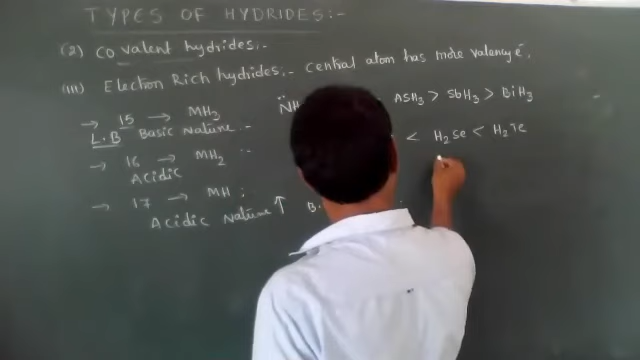 TYPES OF HYDRIDES:-
(2) covalent hydrides:-
(III) Electron Rich hydrides:- central atom has more valency e⁻.
→ 15 → MH₃ N̈H₃ ASH₃ > SbH₃ > BiH₃
L.B Basic Nature:-
→ 16 → MH₂ :- < H₂Se < H₂Te
Acidic
→ 17 → MH :
Acidic Nature ↑ B.